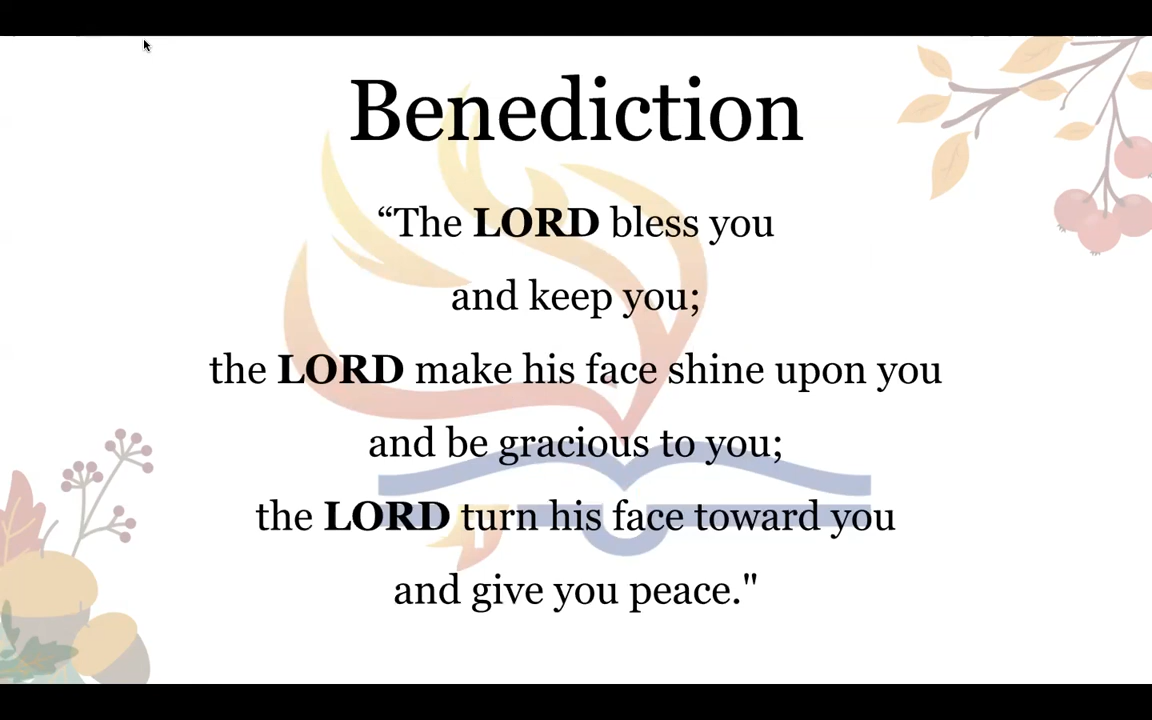 Benediction
“The LORD bless you
and keep you;
the LORD make his face shine upon you
and be gracious to you;
the LORD turn his face toward you
and give you peace."